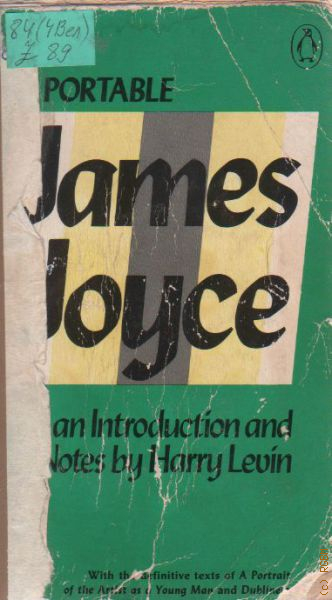 84(4Вел)
J 89
PORTABLE
James
Joyce
an Introduction and
Notes by Harry Levin
With the definitive texts of A Portrait
of the Artist as a Young Man and Dubliners